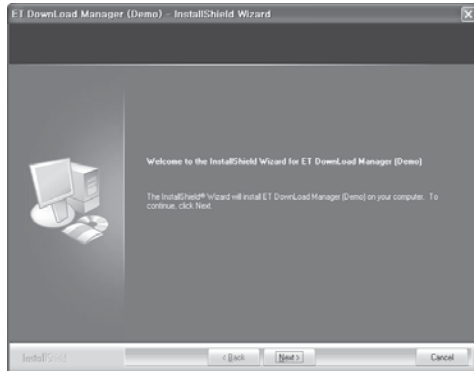 ET DownLoad Manager (Demo) - InstallShield Wizard
Welcome to the InstallShield Wizard for ET DownLoad Manager (Demo)
The InstallShield® Wizard will install ET DownLoad Manager (Demo) on your computer. To
continue, click Next.
InstallShield
< Back
Next >
Cancel